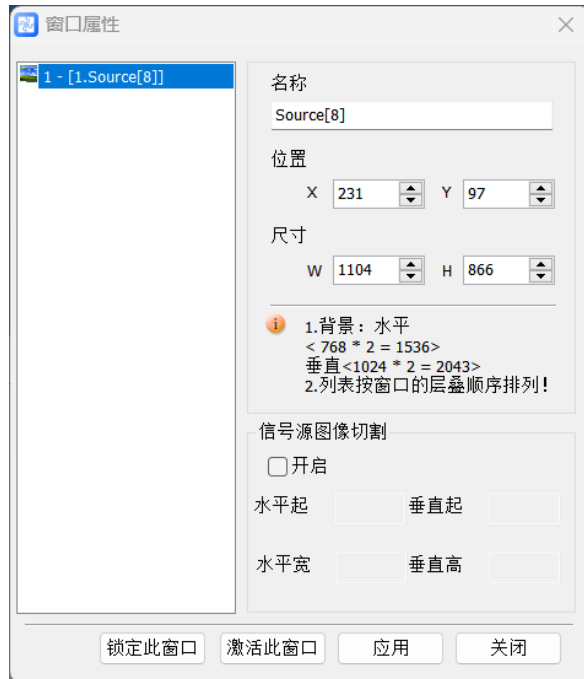 窗口属性
1 - [1.Source[8]]
名称
Source[8]
位置
X 231 Y 97
尺寸
W 1104 H 866
1.背景：水平
< 768 * 2 = 1536>
垂直<1024 * 2 = 2043>
2.列表按窗口的层叠顺序排列!
信号源图像切割
开启
水平起 垂直起
水平宽 垂直高
锁定此窗口 激活此窗口 应用 关闭